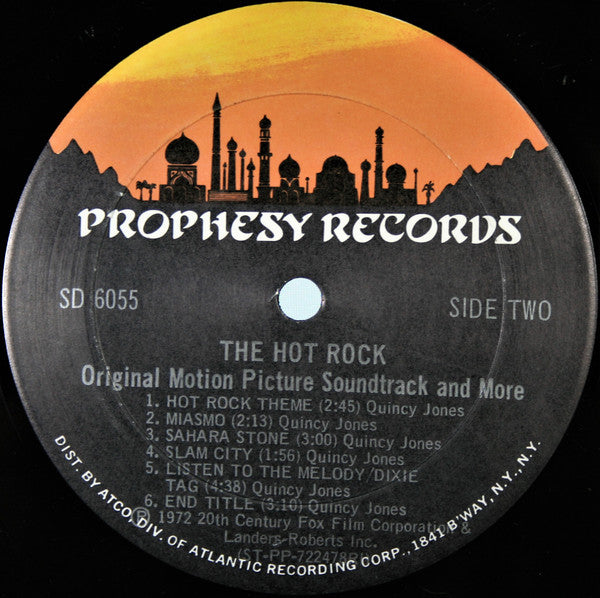 PROPHESY RECORDS
SD 6055
SIDE TWO
THE HOT ROCK
Original Motion Picture Soundtrack and More
1. HOT ROCK THEME (2:45) Quincy Jones
2. MIASMO (2:13) Quincy Jones
3. SAHARA STONE (3:00) Quincy Jones
4. SLAM CITY (1:56) Quincy Jones
5. LISTEN TO THE MELODY/DIXIE
TAG (4:38) Quincy Jones
6. END TITLE (3:10) Quincy Jones
℗ 1972 20th Century Fox Film Corporation &
Landers-Roberts Inc.
DIST. BY ATCO, DIV. OF ATLANTIC RECORDING CORP., 1841 B'WAY, N.Y., N.Y.